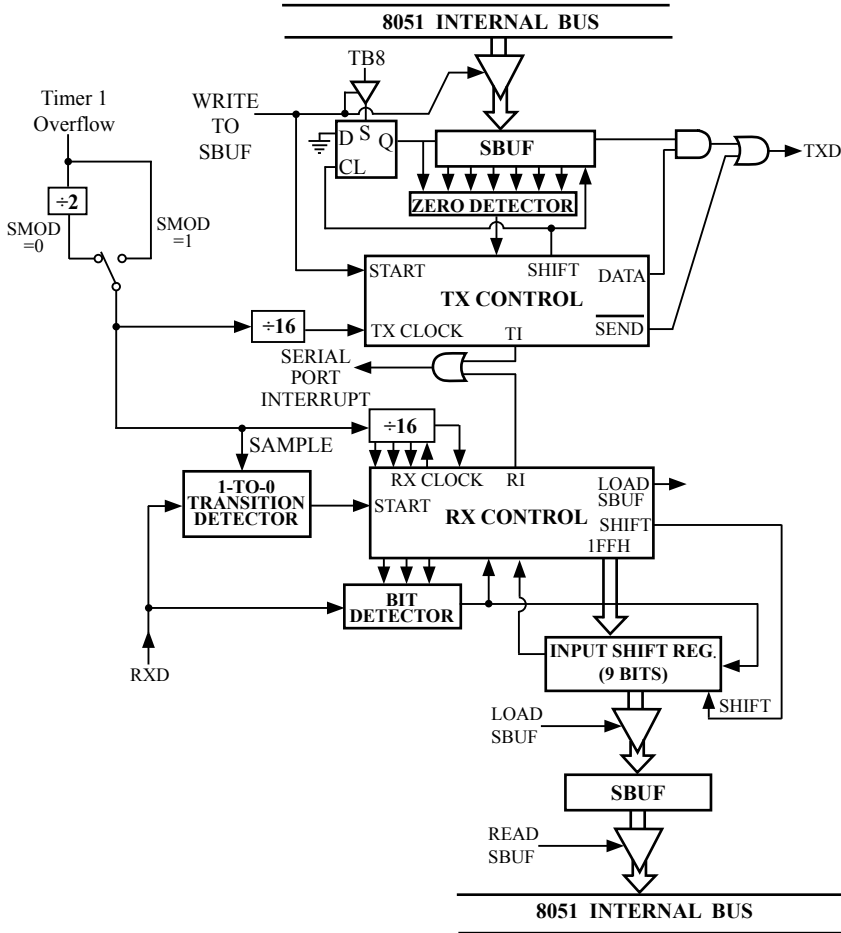 8051 INTERNAL BUS
TB8
Timer 1
Overflow
WRITE
TO
SBUF
D S Q
CL
SBUF
TXD
÷2
ZERO DETECTOR
SMOD
=0
SMOD
=1
START
SHIFT
DATA
TX CONTROL
÷16
TX CLOCK
TI
SEND
SERIAL
PORT
INTERRUPT
÷16
SAMPLE
RX CLOCK
RI
LOAD
SBUF
1-TO-0
TRANSITION
DETECTOR
START
RX CONTROL
SHIFT
1FFH
BIT
DETECTOR
RXD
INPUT SHIFT REG.
(9 BITS)
SHIFT
LOAD
SBUF
SBUF
READ
SBUF
8051 INTERNAL BUS